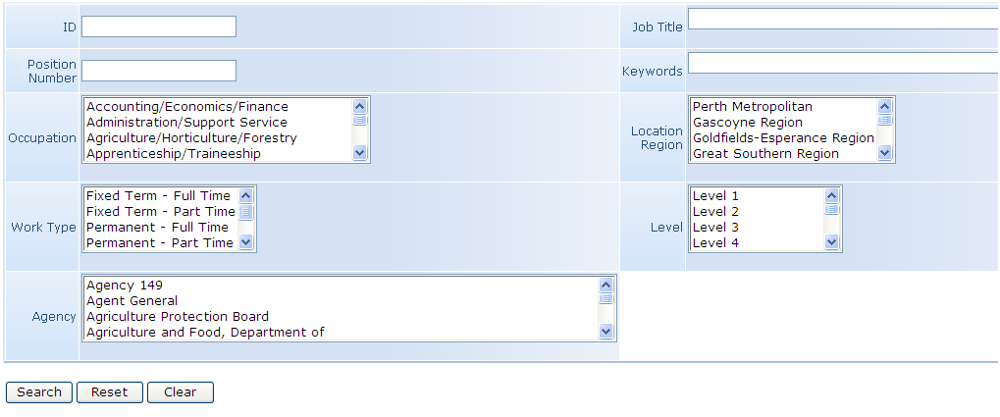 ID
Job Title
Position
Number
Keywords
Occupation
Accounting/Economics/Finance
Administration/Support Service
Agriculture/Horticulture/Forestry
Apprenticeship/Traineeship
Location
Region
Perth Metropolitan
Gascoyne Region
Goldfields-Esperance Region
Great Southern Region
Work Type
Fixed Term - Full Time
Fixed Term - Part Time
Permanent - Full Time
Permanent - Part Time
Level
Level 1
Level 2
Level 3
Level 4
Agency
Agency 149
Agent General
Agriculture Protection Board
Agriculture and Food, Department of
Search Reset Clear